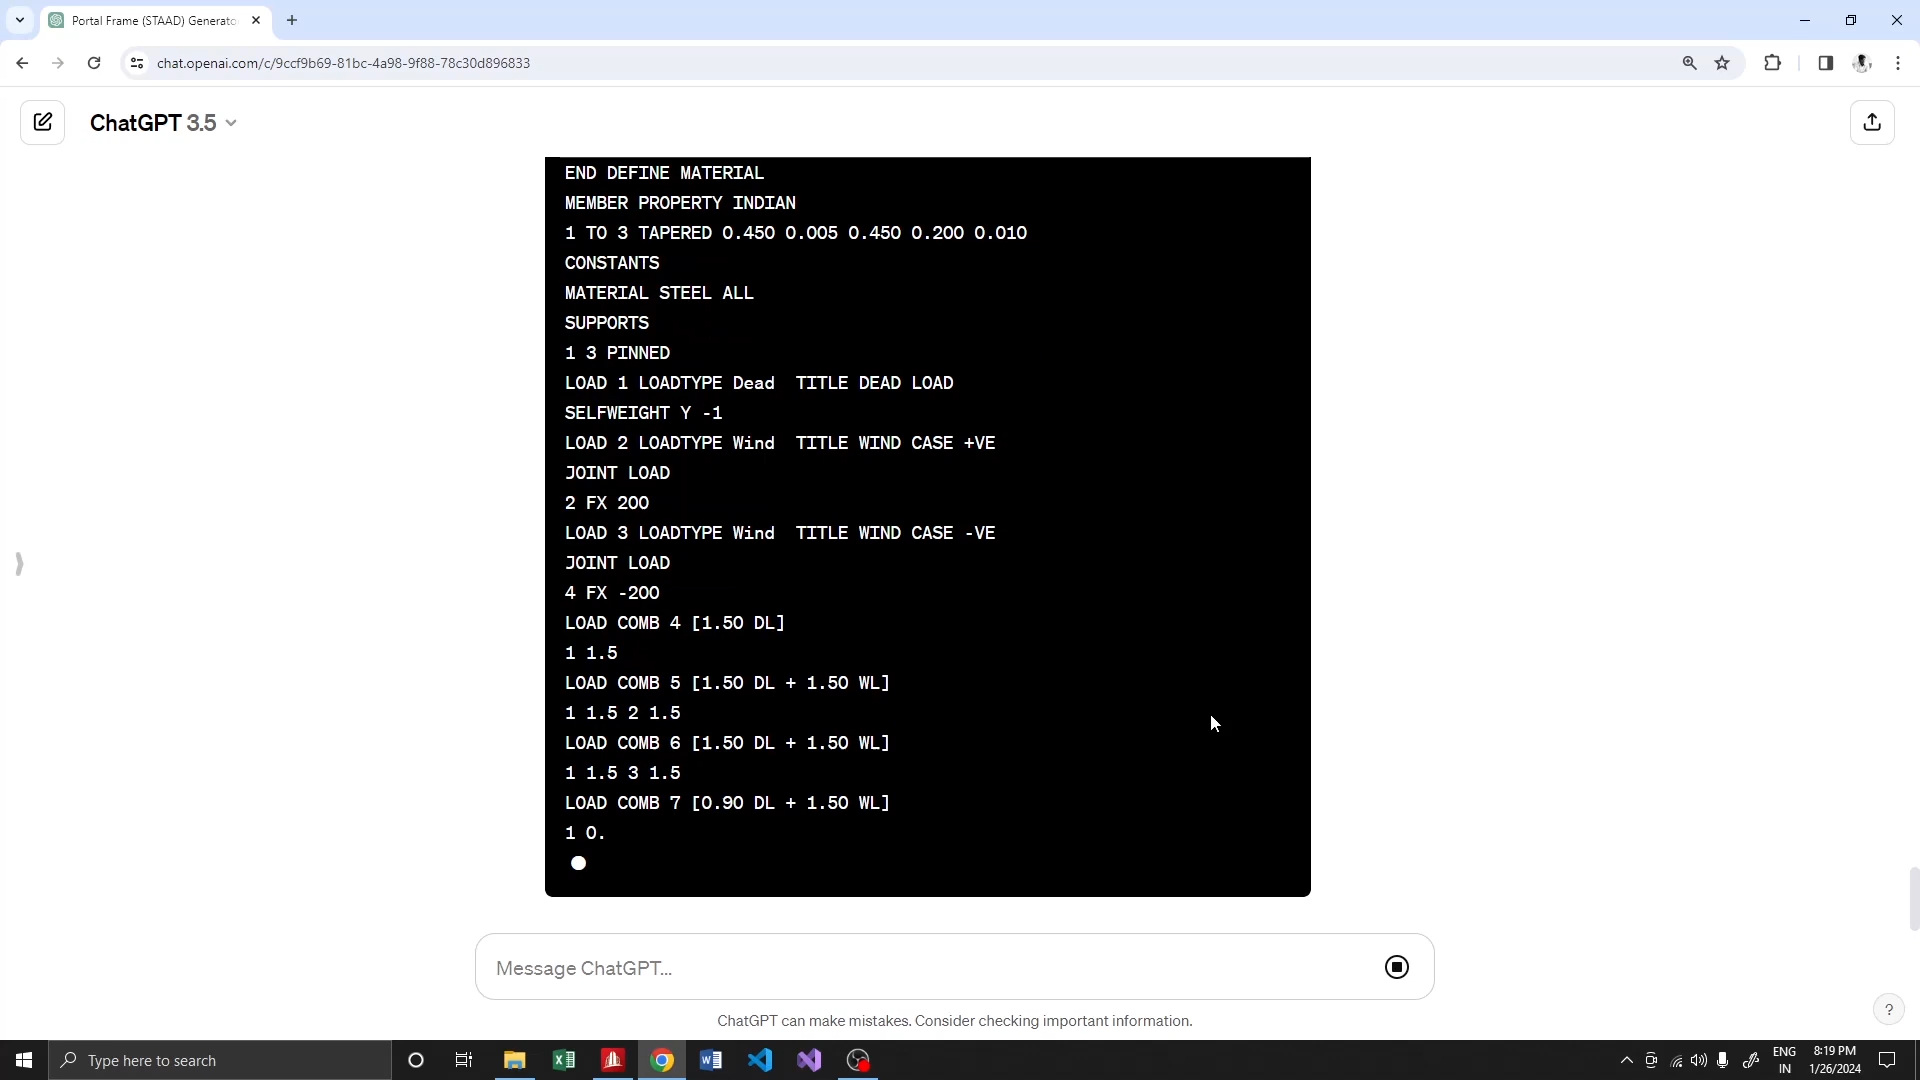 Portal Frame (STAAD) Generato
chat.openai.com/c/9ccf9b69-81bc-4a98-9f88-78c30d896833
ChatGPT 3.5
END DEFINE MATERIAL
MEMBER PROPERTY INDIAN
1 TO 3 TAPERED 0.450 0.005 0.450 0.200 0.010
CONSTANTS
MATERIAL STEEL ALL
SUPPORTS
1 3 PINNED
LOAD 1 LOADTYPE Dead  TITLE DEAD LOAD
SELFWEIGHT Y -1
LOAD 2 LOADTYPE Wind  TITLE WIND CASE +VE
JOINT LOAD
2 FX 200
LOAD 3 LOADTYPE Wind  TITLE WIND CASE -VE
JOINT LOAD
4 FX -200
LOAD COMB 4 [1.50 DL]
1 1.5
LOAD COMB 5 [1.50 DL + 1.50 WL]
1 1.5 2 1.5
LOAD COMB 6 [1.50 DL + 1.50 WL]
1 1.5 3 1.5
LOAD COMB 7 [0.90 DL + 1.50 WL]
1 0.
Message ChatGPT...
ChatGPT can make mistakes. Consider checking important information.
?
Type here to search
ENG
IN
8:19 PM
1/26/2024